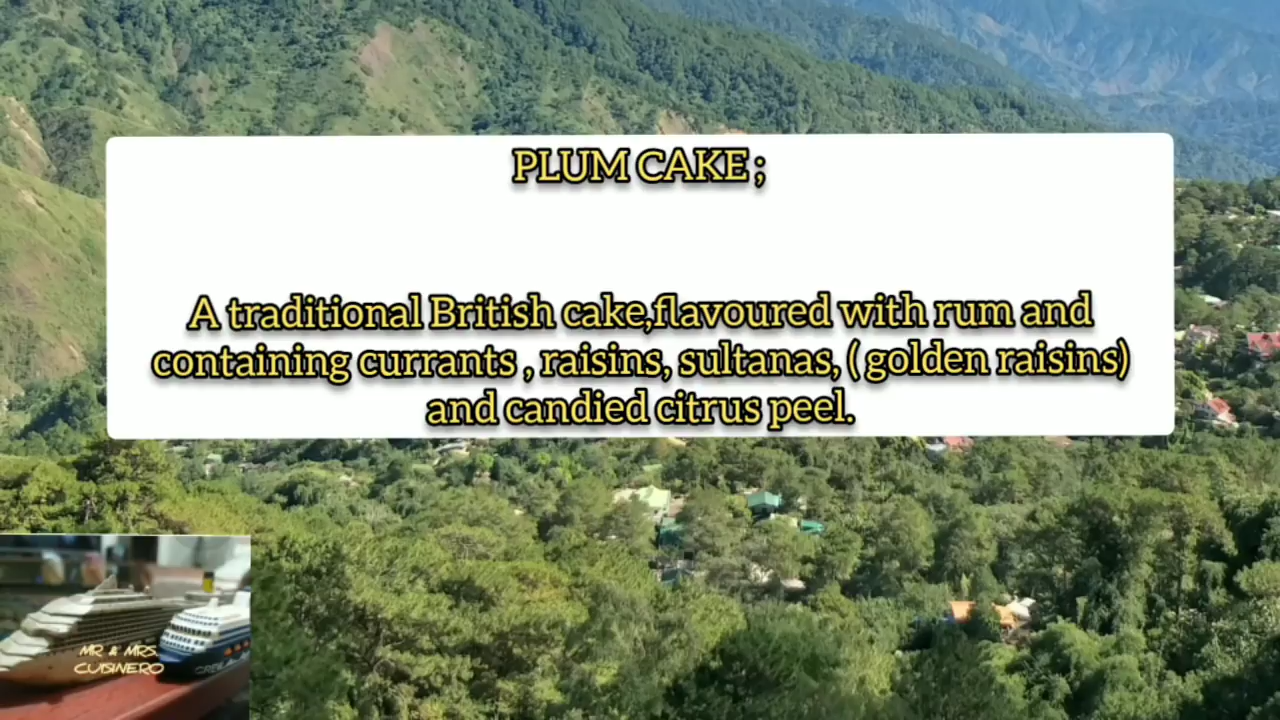 PLUM CAKE ;
A traditional British cake,flavoured with rum and
containing currants , raisins, sultanas, ( golden raisins)
and candied citrus peel.
MR & MRS.
CUISINERO